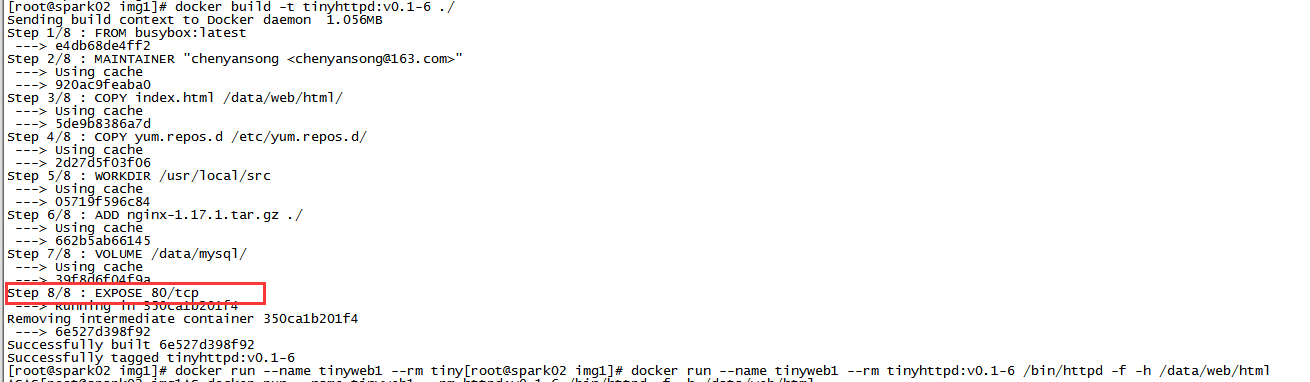 [root@spark02 img1]# docker build -t tinyhttpd:v0.1-6 ./
Sending build context to Docker daemon  1.056MB
Step 1/8 : FROM busybox:latest
 ---> e4db68de4ff2
Step 2/8 : MAINTAINER "chenyansong <chenyansong@163.com>"
 ---> Using cache
 ---> 920ac9feaba0
Step 3/8 : COPY index.html /data/web/html/
 ---> Using cache
 ---> 5de9b8386a7d
Step 4/8 : COPY yum.repos.d /etc/yum.repos.d/
 ---> Using cache
 ---> 2d27d5f03f06
Step 5/8 : WORKDIR /usr/local/src
 ---> Using cache
 ---> 05719f596c84
Step 6/8 : ADD nginx-1.17.1.tar.gz ./
 ---> Using cache
 ---> 662b5ab66145
Step 7/8 : VOLUME /data/mysql/
 ---> Using cache
 ---> 39f8d6f04f9a
Step 8/8 : EXPOSE 80/tcp
 ---> Running in 350ca1b201f4
Removing intermediate container 350ca1b201f4
 ---> 6e527d398f92
Successfully built 6e527d398f92
Successfully tagged tinyhttpd:v0.1-6
[root@spark02 img1]# docker run --name tinyweb1 --rm tiny[root@spark02 img1]# docker run --name tinyweb1 --rm tinyhttpd:v0.1-6 /bin/httpd -f -h /data/web/html